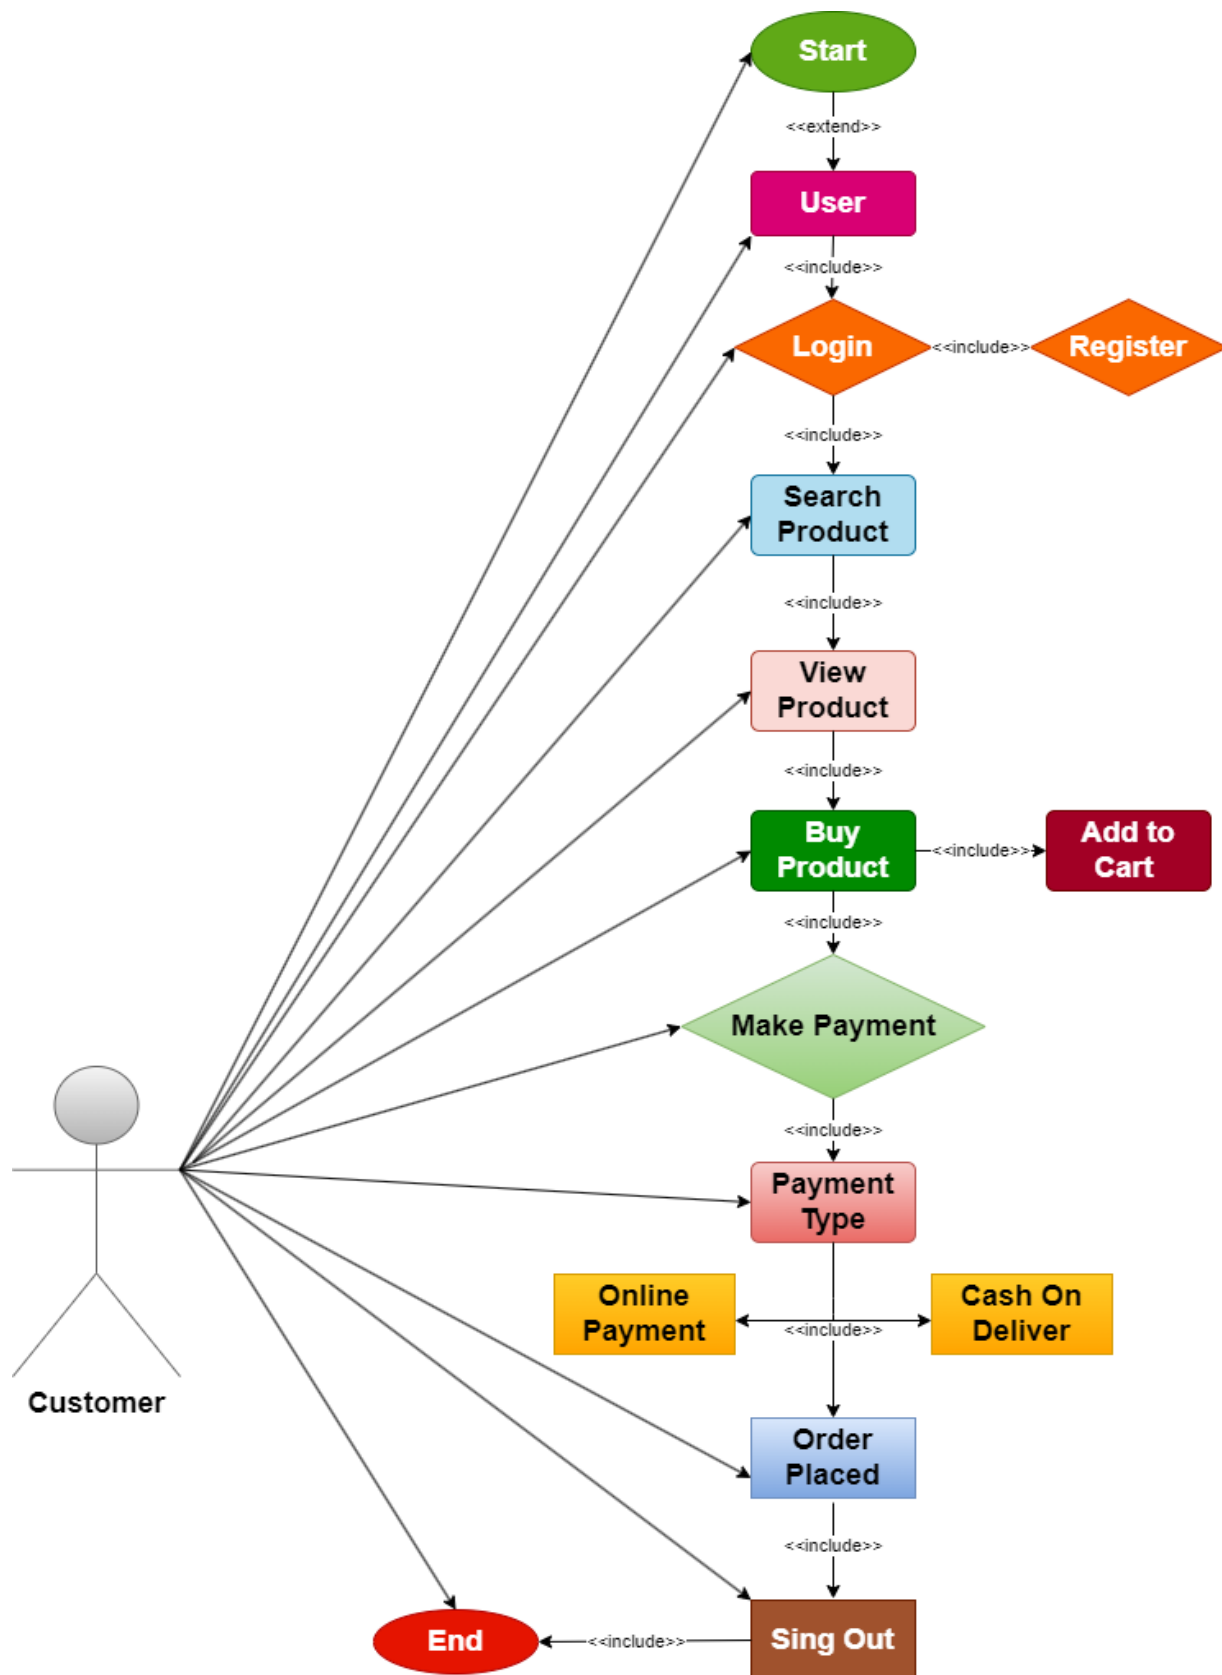 Start
<<extend>>
User
<<include>>
Login
<<include>>
Register
<<include>>
Search
Product
<<include>>
View
Product
<<include>>
Buy
Product
<<include>>
Add to
Cart
<<include>>
Make Payment
<<include>>
Payment
Type
Online
Payment
<<include>>
Cash On
Deliver
Customer
Order
Placed
<<include>>
End
<<include>>
Sing Out